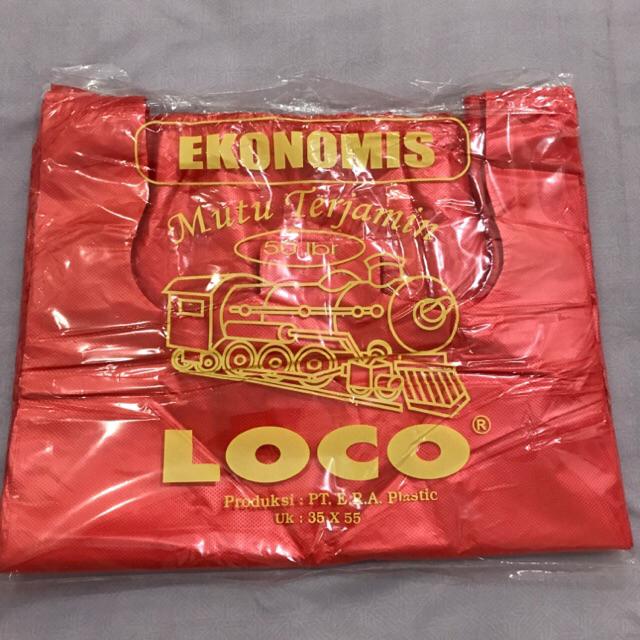 EKONOMIS
Mutu Terjamin
50 lbr
LOCO ®
Produksi : PT. E.R.A. Plastic
Uk : 35 X 55